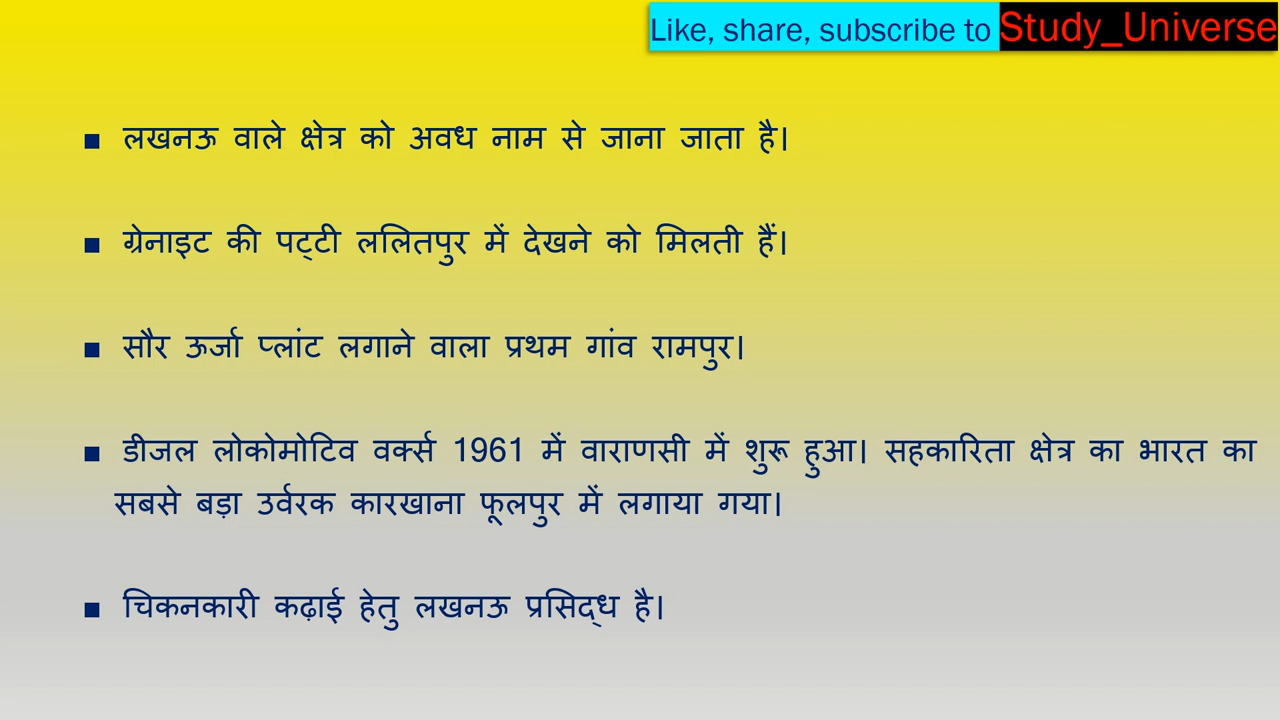 Like, share, subscribe to Study_Universe
▪ लखनऊ वाले क्षेत्र को अवध नाम से जाना जाता है।
▪ ग्रेनाइट की पट्टी ललितपुर में देखने को मिलती हैं।
▪ सौर ऊर्जा प्लांट लगाने वाला प्रथम गांव रामपुर।
▪ डीजल लोकोमोटिव वर्क्स 1961 में वाराणसी में शुरू हुआ। सहकारिता क्षेत्र का भारत का
सबसे बड़ा उर्वरक कारखाना फूलपुर में लगाया गया।
▪ चिकनकारी कढ़ाई हेतु लखनऊ प्रसिद्ध है।